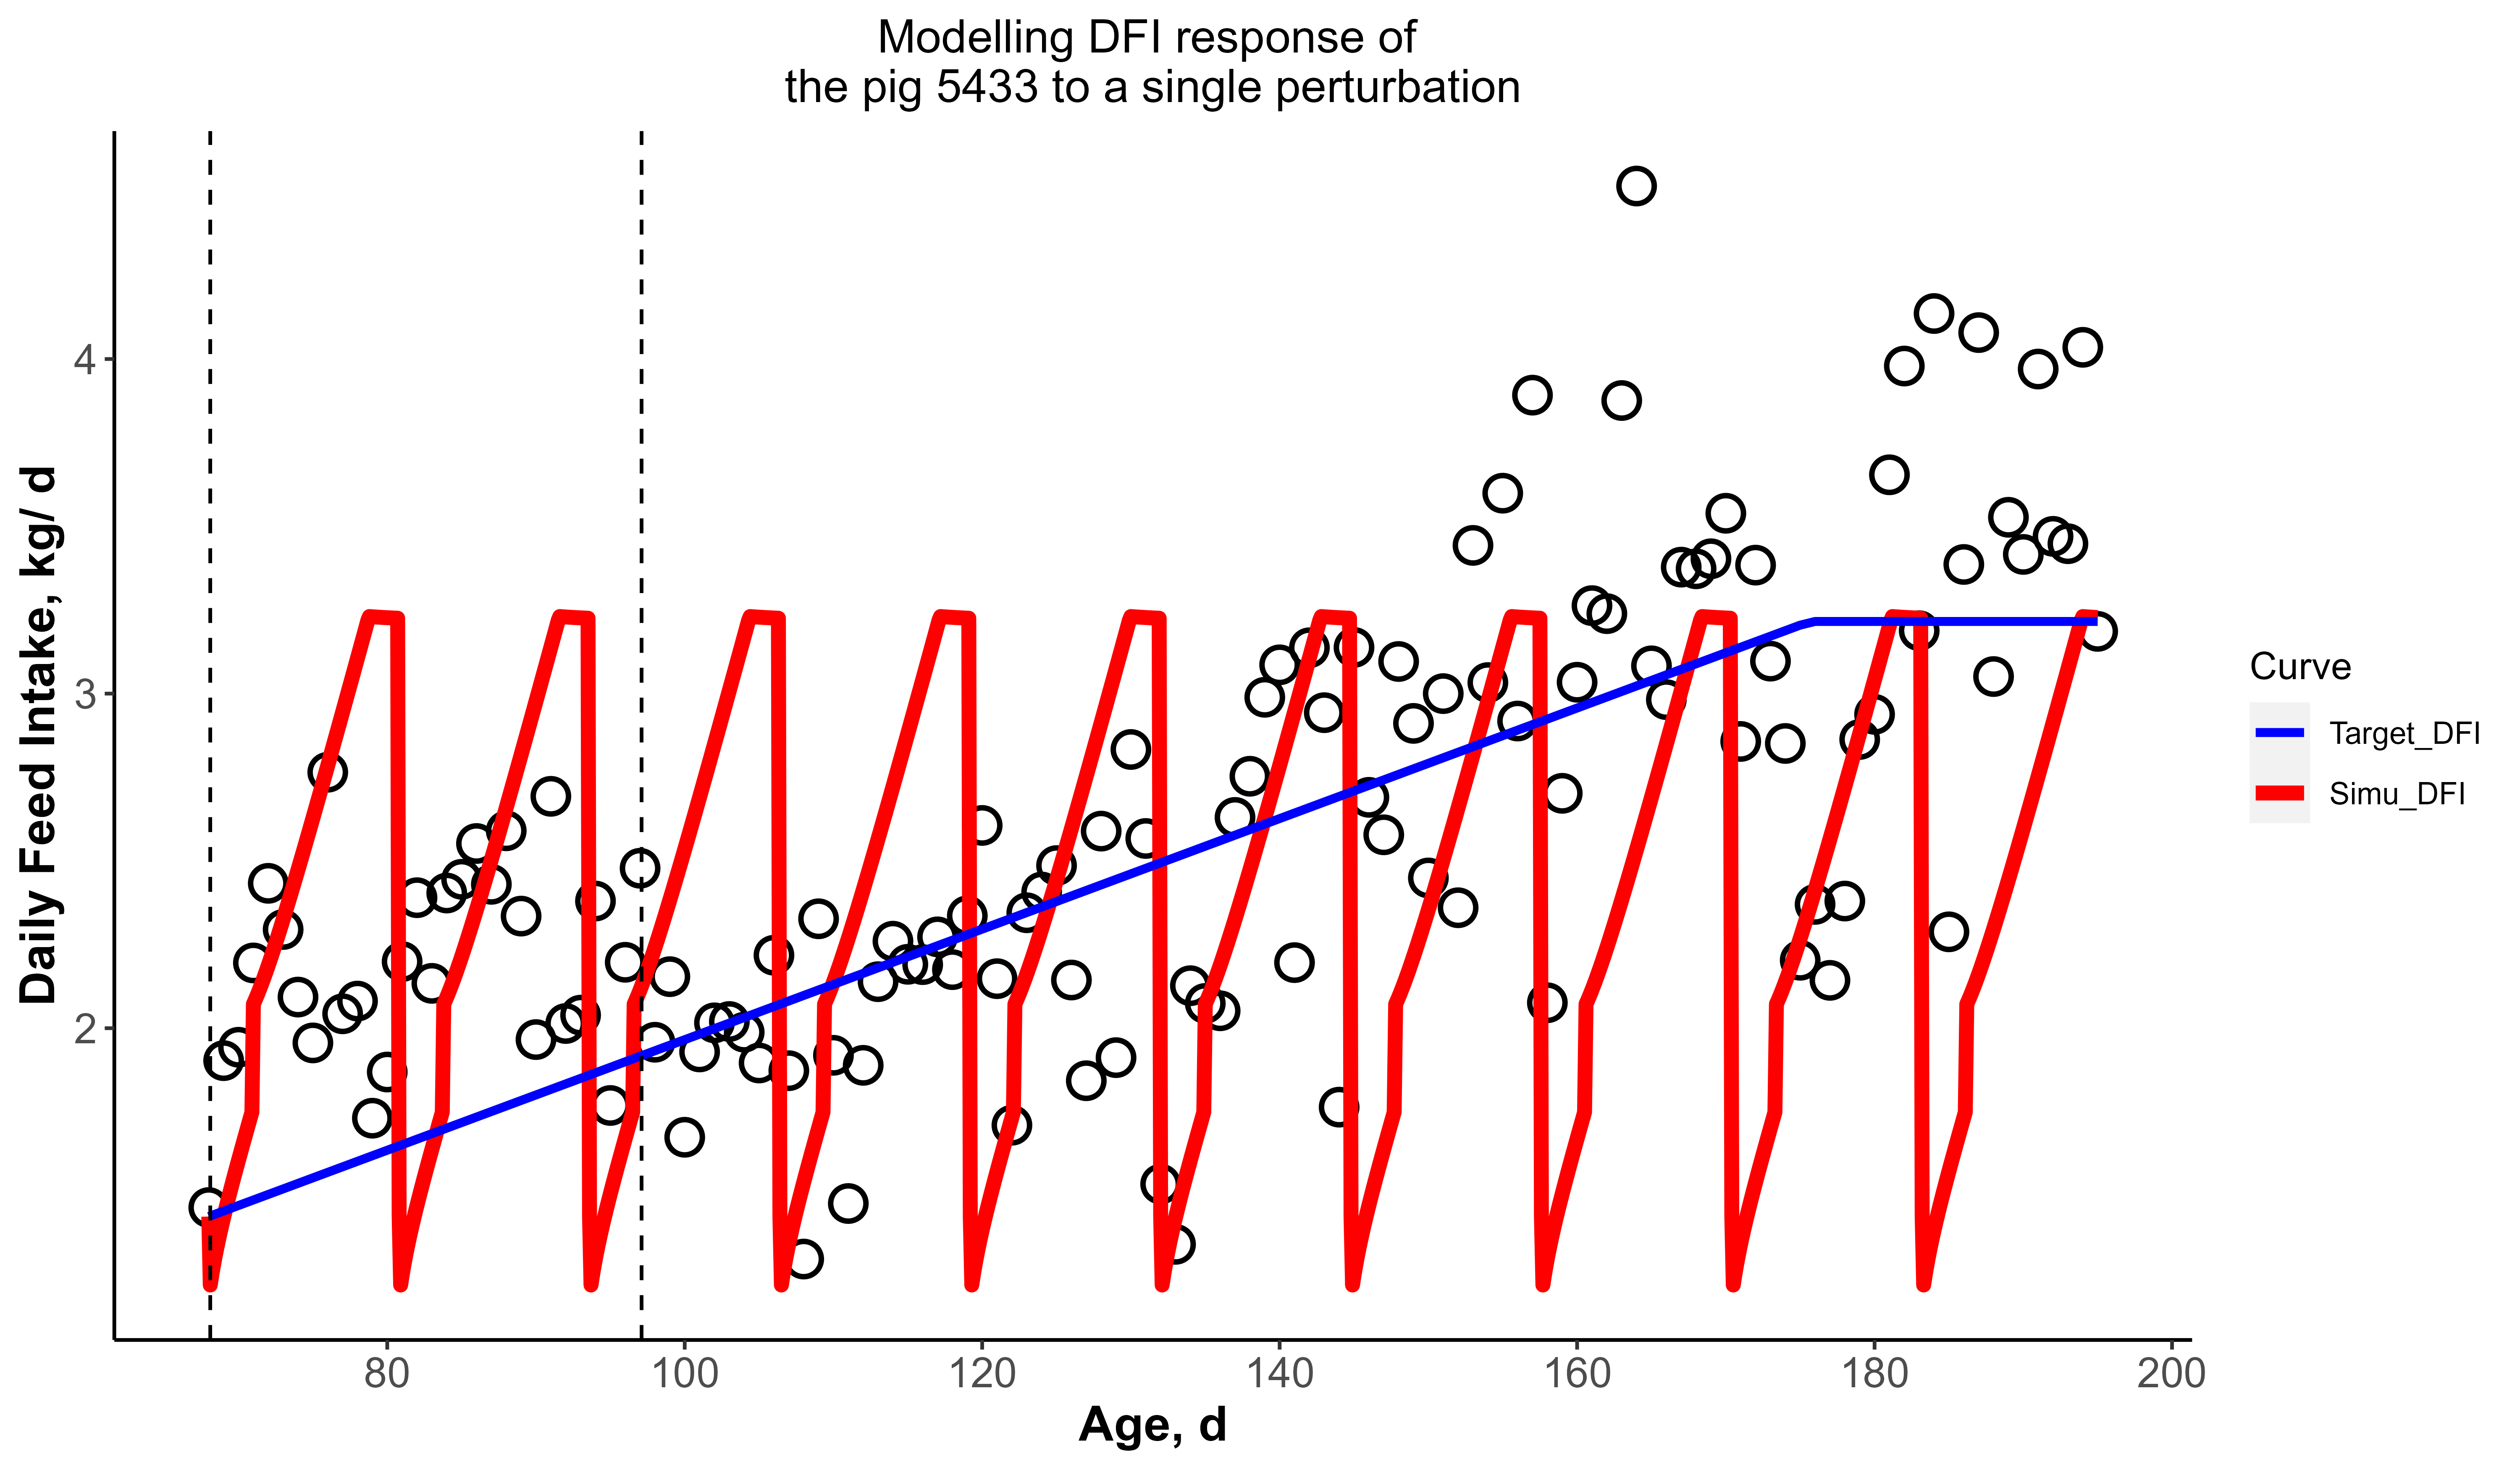 Modelling DFI response of
the pig 5433 to a single perturbation
Daily Feed Intake, kg/ d
4
3
2
80 100 120 140 160 180 200
Age, d
Curve
Target_DFI
Simu_DFI